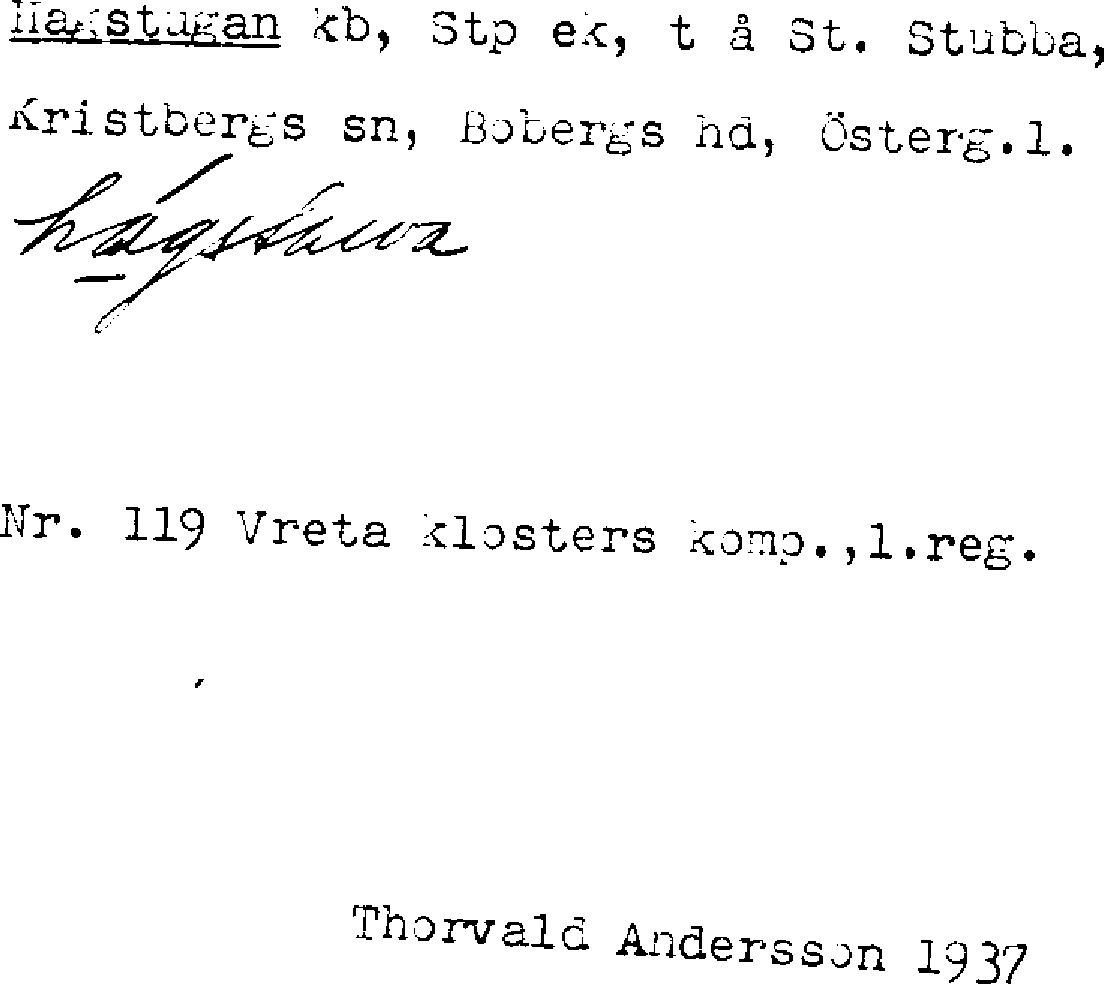 Hagstugan kb, Stp ek, t å St. Stubba,
Kristbergs sn, Bobergs hd, Österg.l.
hágstuwa
Nr. 119 Vreta klosters komp.,l.reg.
Thorvald Andersson 1937